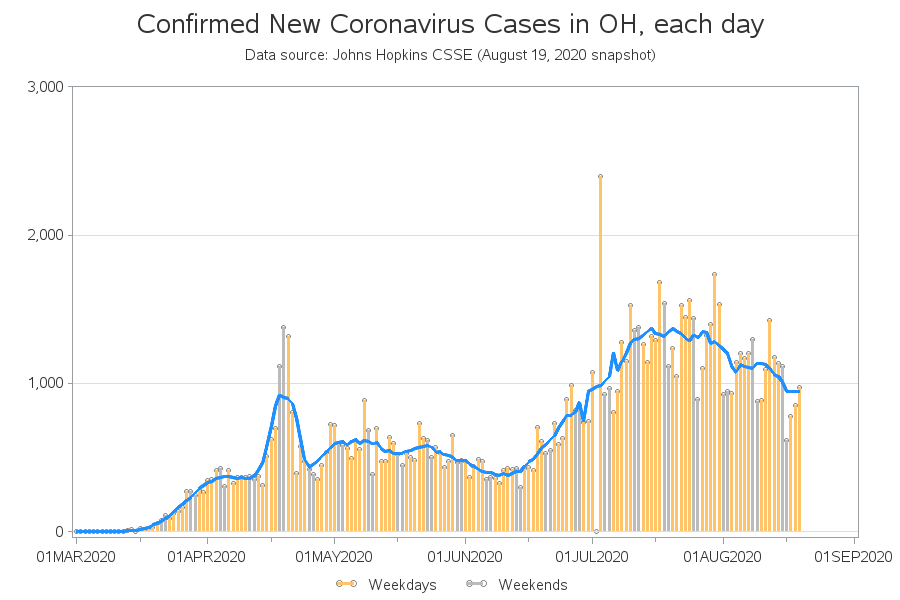 Confirmed New Coronavirus Cases in OH, each day
Data source: Johns Hopkins CSSE (August 19, 2020 snapshot)
3,000
2,000
1,000
0
01MAR2020 01APR2020 01MAY2020 01JUN2020 01JUL2020 01AUG2020 01SEP2020
Weekdays Weekends